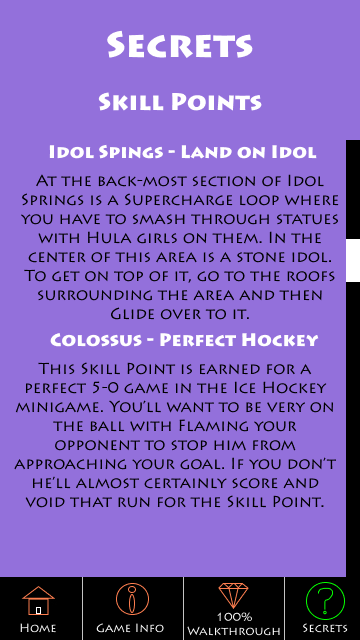 Secrets
Skill Points
Idol Spings - Land on Idol
At the back-most section of Idol
Springs is a Supercharge loop where
you have to smash through statues
with Hula girls on them. In the
center of this area is a stone idol.
To get on top of it, go to the roofs
surrounding the area and then
Glide over to it.
Colossus - Perfect Hockey
This Skill Point is earned for a
perfect 5-0 game in the Ice Hockey
minigame. You'll want to be very on
the ball with Flaming your
opponent to stop him from
approaching your goal. If you don't
he'll almost certainly score and
void that run for the Skill Point.
Home
Game Info
100%
Walkthrough
?
Secrets